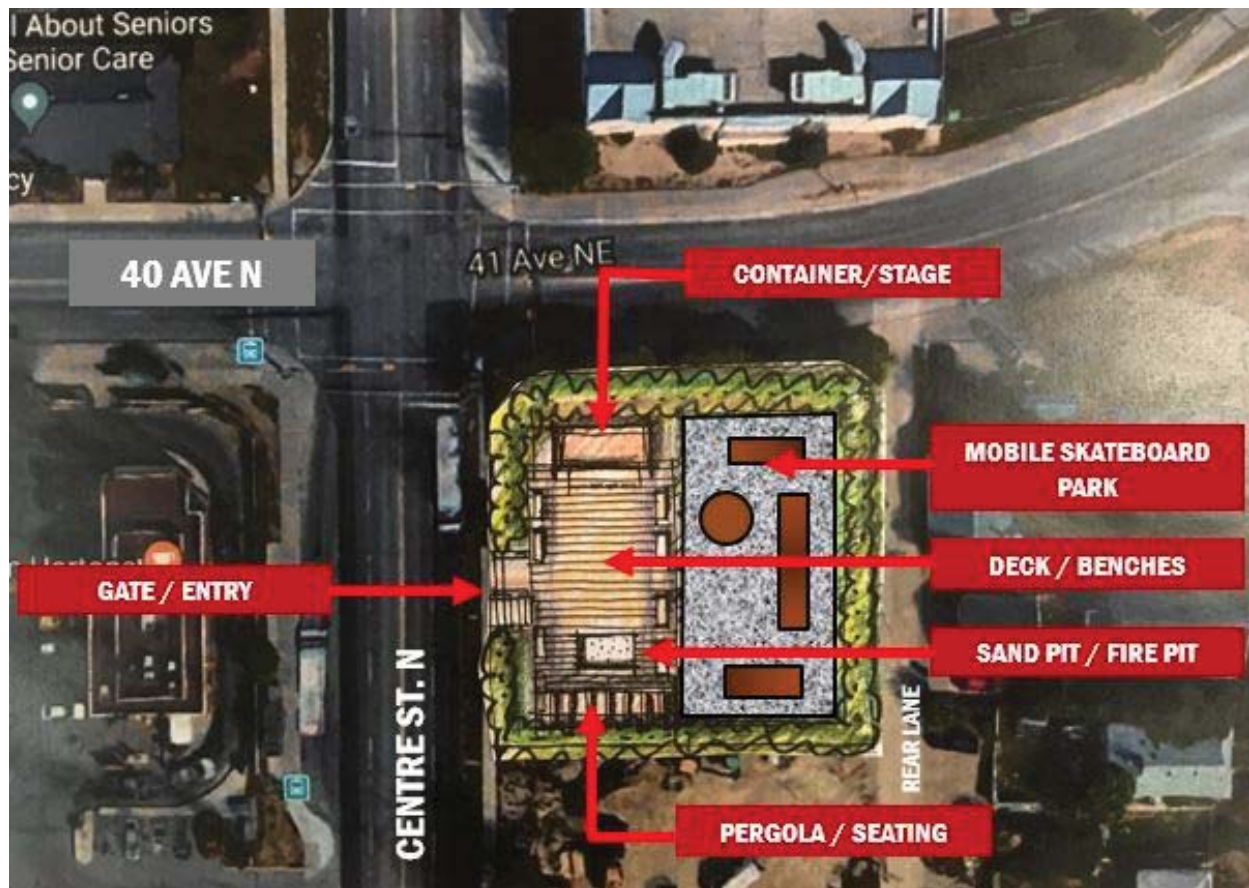 l About Seniors
Senior Care
cy
40 AVE N
41 Ave NE
CONTAINER/STAGE
MOBILE SKATEBOARD
PARK
DECK / BENCHES
GATE / ENTRY
SAND PIT / FIRE PIT
CENTRE ST. N
REAR LANE
PERGOLA / SEATING